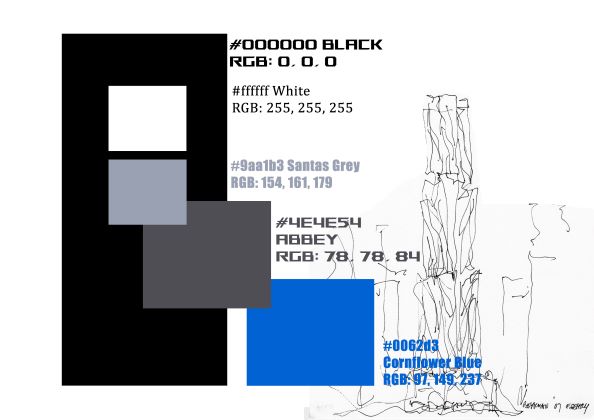 #000000 BLACK
RGB: 0, 0, 0
#ffffff White
RGB: 255, 255, 255
#9aa1b3 Santas Grey
RGB: 154, 161, 179
#4E4E54
ABBEY
RGB: 78, 78, 84
#0062d3
Cornflower Blue
RGB: 97, 149, 237